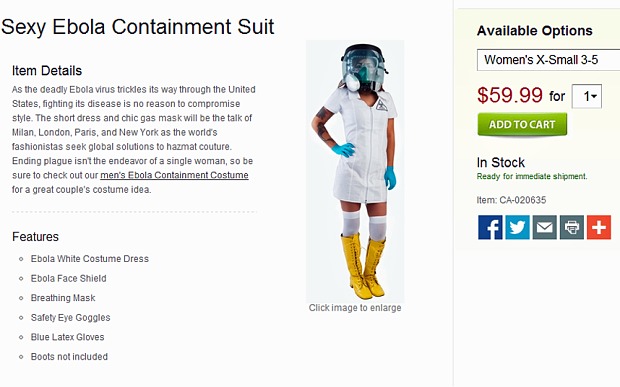 Sexy Ebola Containment Suit
Item Details
As the deadly Ebola virus trickles its way through the United
States, fighting its disease is no reason to compromise
style. The short dress and chic gas mask will be the talk of
Milan, London, Paris, and New York as the world's
fashionistas seek global solutions to hazmat couture.
Ending plague isn't the endeavor of a single woman, so be
sure to check out our men's Ebola Containment Costume
for a great couple's costume idea.
Features
Ebola White Costume Dress
Ebola Face Shield
Breathing Mask
Safety Eye Goggles
Blue Latex Gloves
Boots not included
Click image to enlarge
Available Options
Women's X-Small 3-5
$59.99 for 1
ADD TO CART
In Stock
Ready for immediate shipment.
Item: CA-020635